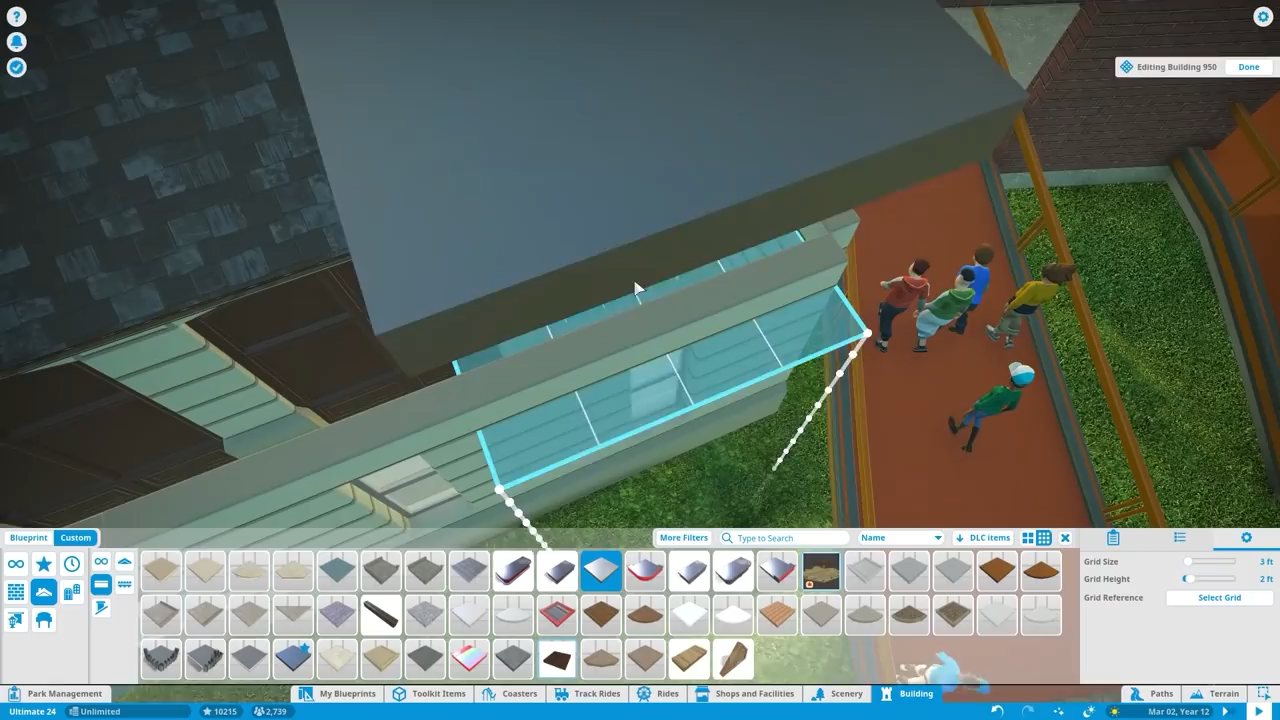 ?
Editing Building 950
Done
Blueprint
Custom
More Filters
Type to Search
Name
DLC items
Grid Size
3 ft
Grid Height
2 ft
Grid Reference
Select Grid
Park Management
My Blueprints
Toolkit Items
Coasters
Track Rides
Rides
Shops and Facilities
Scenery
Building
Paths
Terrain
Ultimate 24
Unlimited
10215
2,739
Mar 02, Year 12